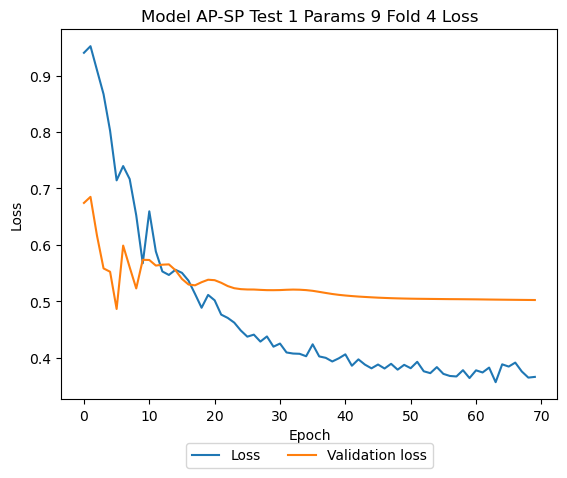 Model AP-SP Test 1 Params 9 Fold 4 Loss
0.9
0.8
0.7
0.6
0.5
0.4
Loss
0 10 20 30 40 50 60 70
Epoch
Loss Validation loss